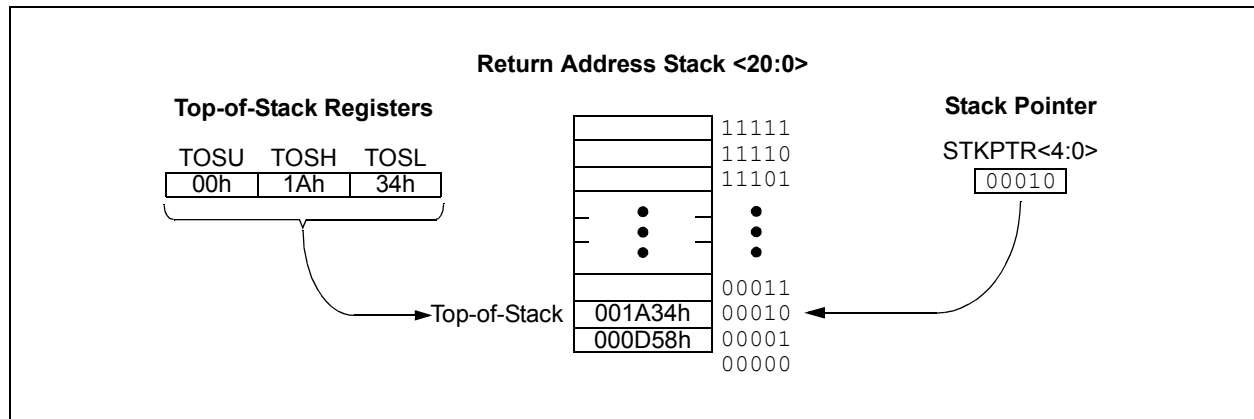 Return Address Stack <20:0>
Top-of-Stack Registers
Stack Pointer
TOSU TOSH TOSL
STKPTR<4:0>
00h 1Ah 34h
00010
11111
11110
11101
00011
Top-of-Stack 001A34h 00010
000D58h 00001
00000